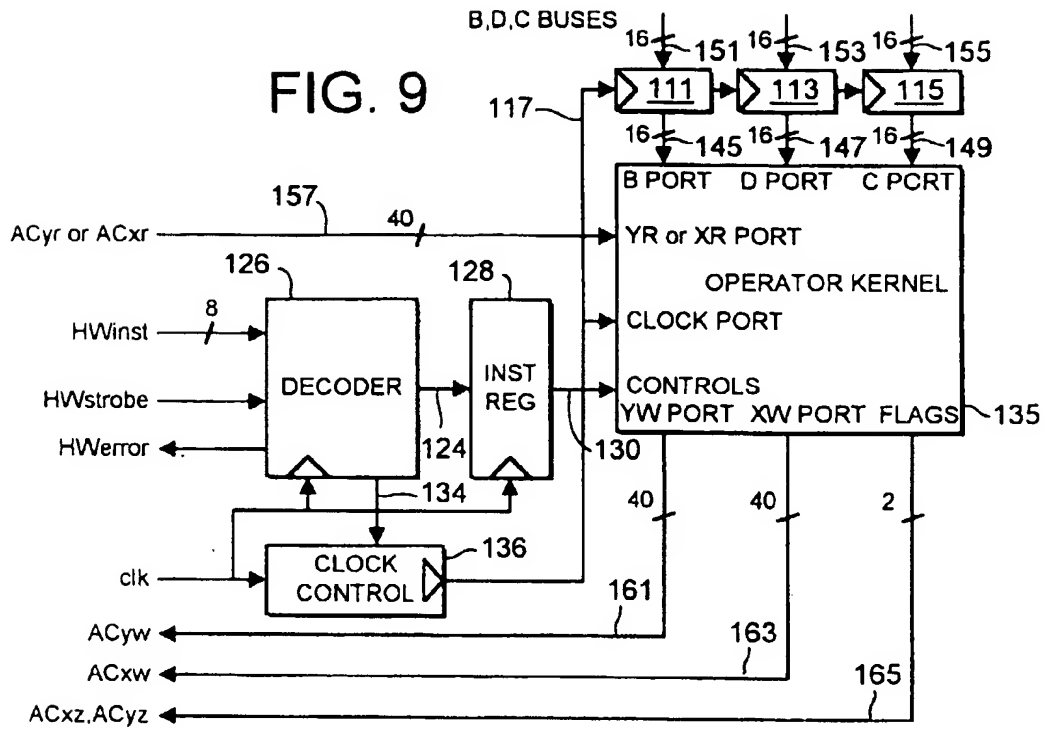 B,D,C BUSES
16 151 16 153 16 155
FIG. 9
117
111 113 115
16 145 16 147 16 149
B PORT D PORT C PORT
157
40
ACyr or ACxr
YR or XR PORT
126
128
OPERATOR KERNEL
HWinst
8
CLOCK PORT
DECODER
INST
REG
HWstrobe
CONTROLS
YW PORT XW PORT FLAGS
135
HWerror
124
130
134
40 40 2
136
CLOCK
CONTROL
clk
161
ACyw
163
ACxw
165
ACxz,ACyz